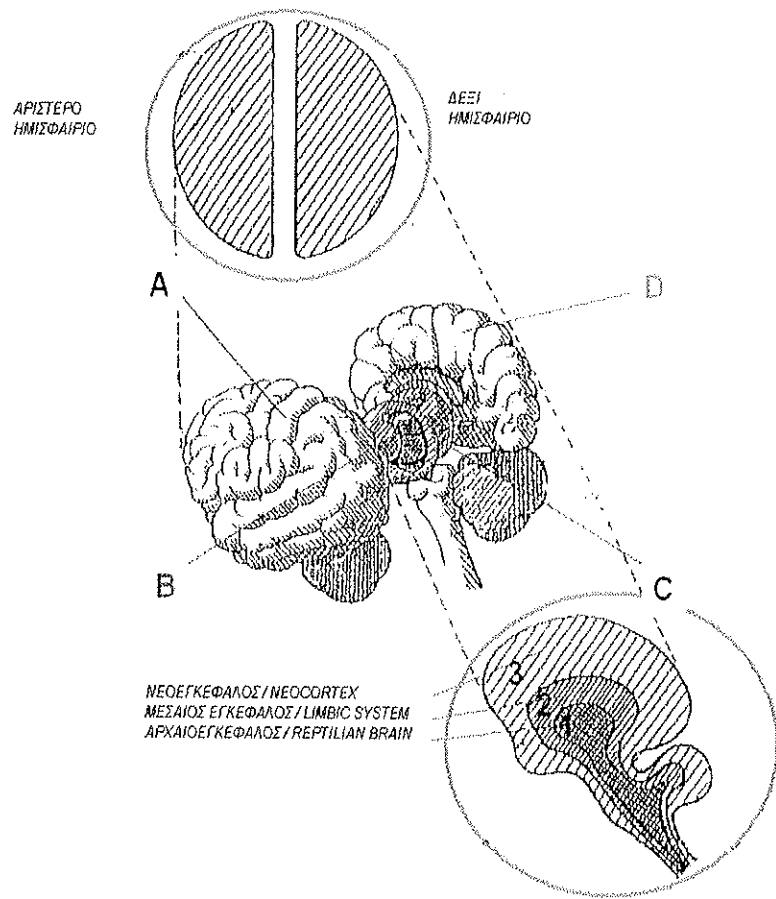 ΑΡΙΣΤΕΡΟ
ΗΜΙΣΦΑΙΡΙΟ
ΔΕΞΙ
ΗΜΙΣΦΑΙΡΙΟ
A
D
B
C
3
2
1
ΝΕΟΕΓΚΕΦΑΛΟΣ / NEOCORTEX
ΜΕΣΑΙΟΣ ΕΓΚΕΦΑΛΟΣ / LIMBIC SYSTEM
ΑΡΧΑΙΟΕΓΚΕΦΑΛΟΣ / REPTILIAN BRAIN